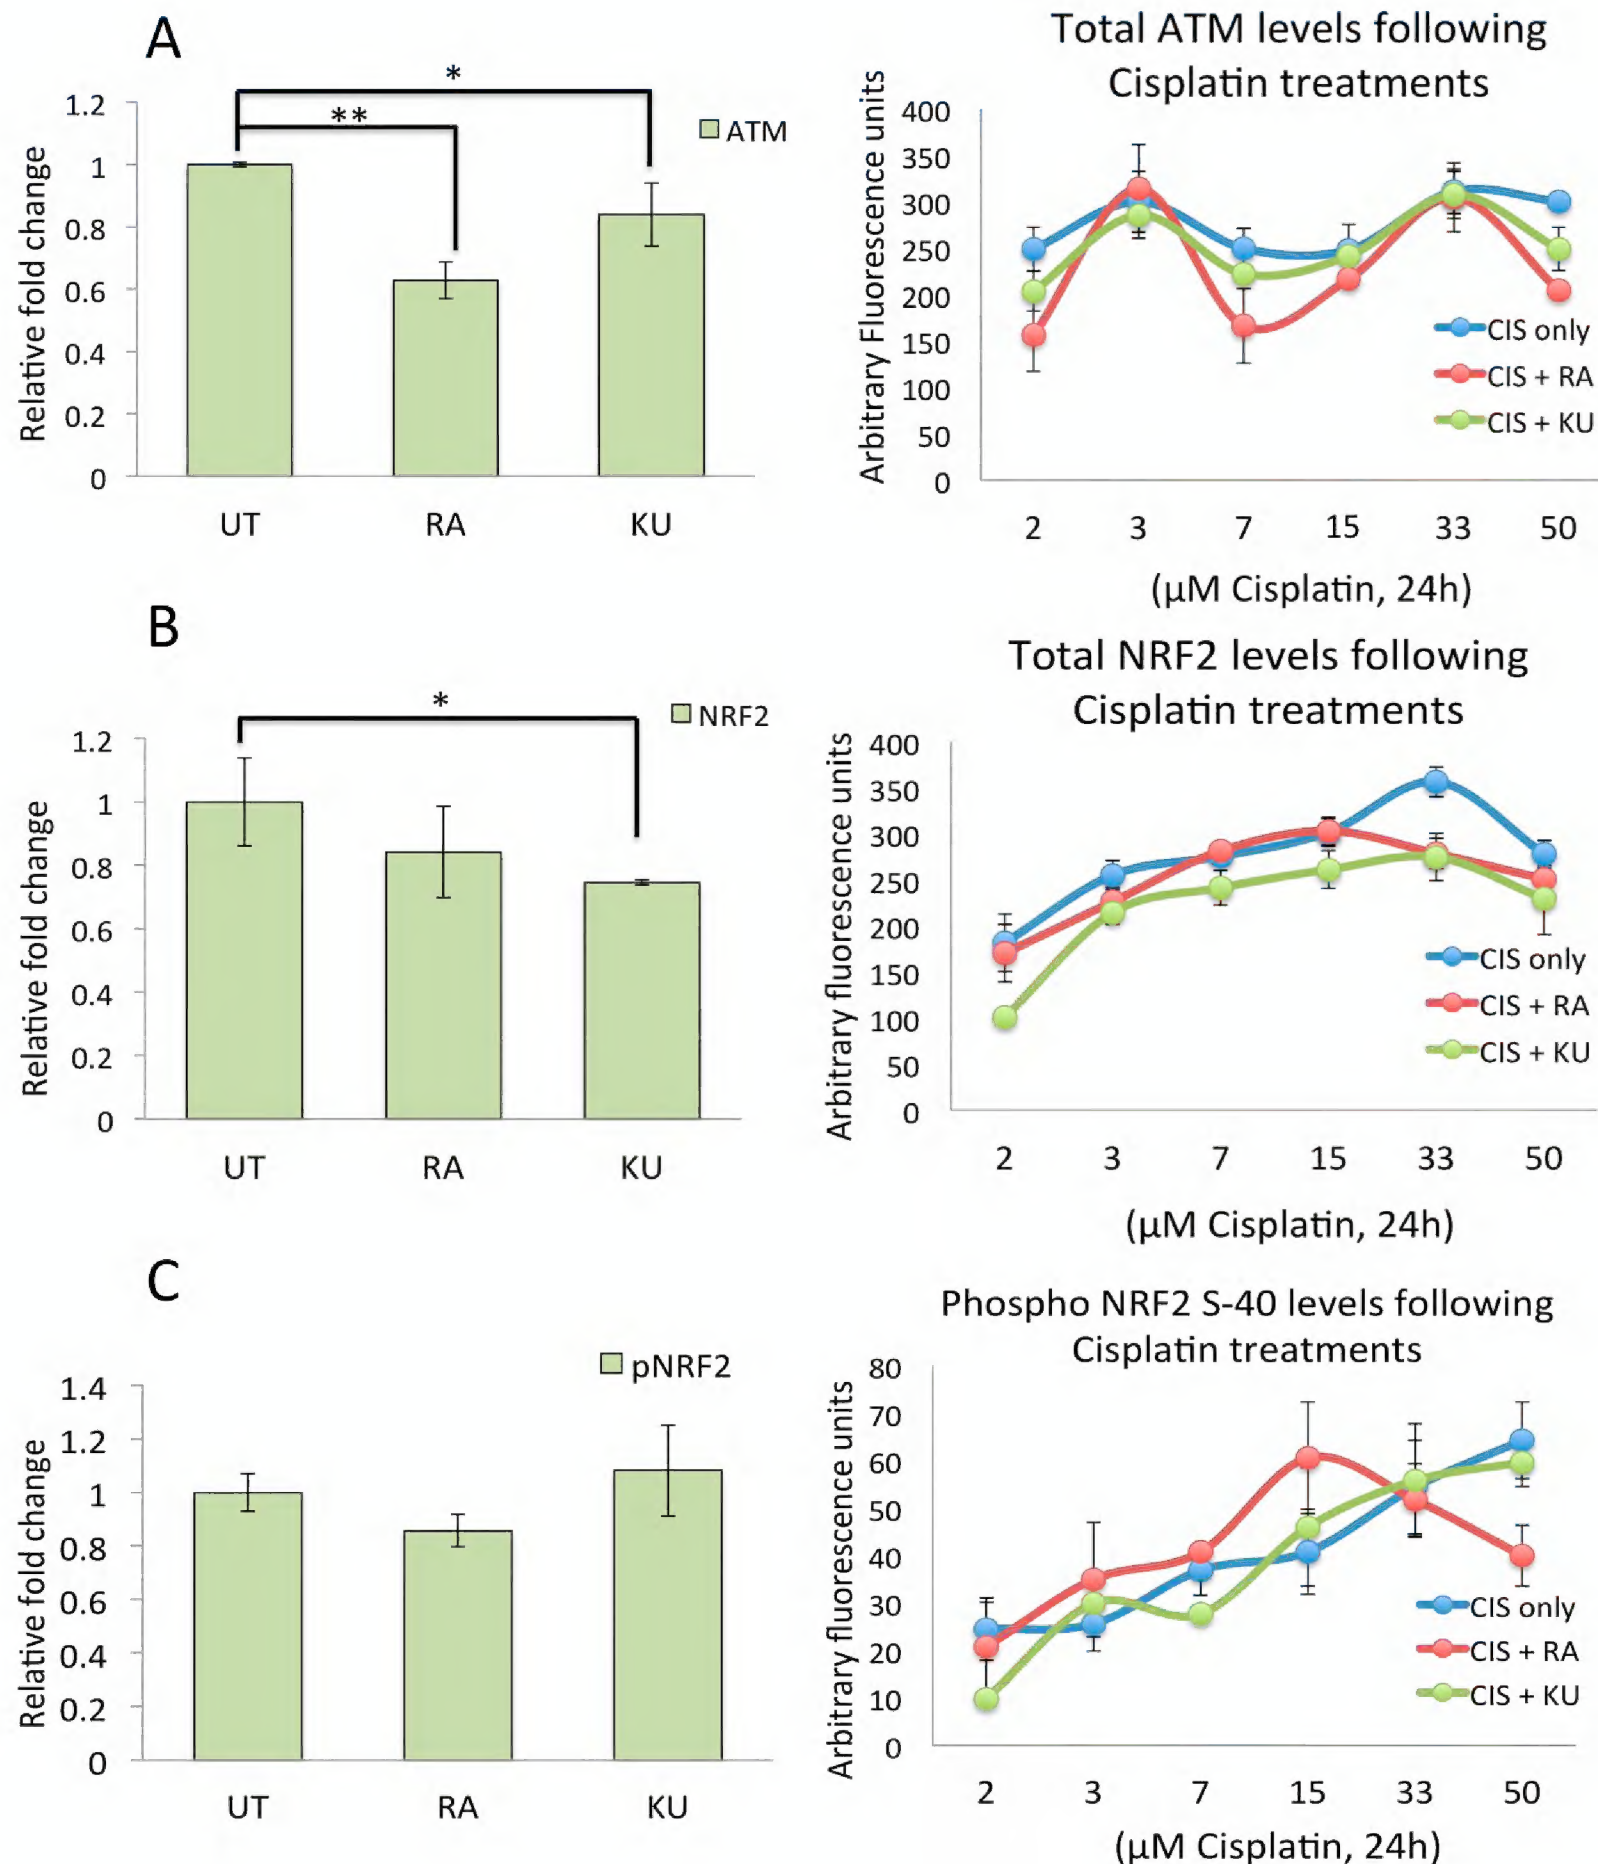 A
*
**
ATM
Relative fold change
1.2
1
0.8
0.6
0.4
0.2
0
UT RA KU
Total ATM levels following
Cisplatin treatments
Arbitrary Fluorescence units
400
350
300
250
200
150
100
50
0
CIS only
CIS + RA
CIS + KU
2 3 7 15 33 50
(µM Cisplatin, 24h)
B
*
NRF2
Relative fold change
1.2
1
0.8
0.6
0.4
0.2
0
UT RA KU
Total NRF2 levels following
Cisplatin treatments
Arbitrary fluorescence units
400
350
300
250
200
150
100
50
0
CIS only
CIS + RA
CIS + KU
2 3 7 15 33 50
(µM Cisplatin, 24h)
C
pNRF2
Relative fold change
1.4
1.2
1
0.8
0.6
0.4
0.2
0
UT RA KU
Phospho NRF2 S-40 levels following
Cisplatin treatments
Arbitrary fluorescence units
80
70
60
50
40
30
20
10
0
CIS only
CIS + RA
CIS + KU
2 3 7 15 33 50
(µM Cisplatin, 24h)